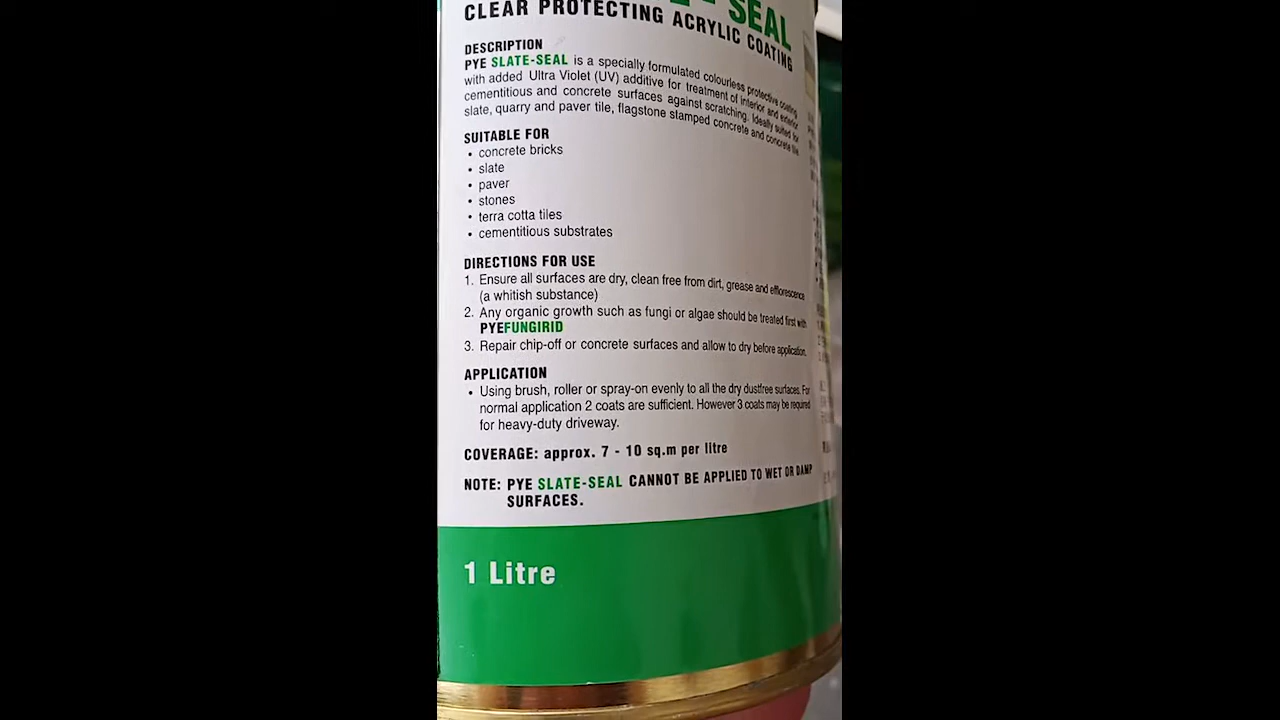 SEAL
CLEAR PROTECTING ACRYLIC COATING
DESCRIPTION
PYE SLATE-SEAL is a specially formulated colourless protective coating
with added Ultra Violet (UV) additive for treatment of interior and exterior
cementitious and concrete surfaces against scratching. Ideally suited for
slate, quarry and paver tile, flagstone stamped concrete and concrete tile
SUITABLE FOR
• concrete bricks
• slate
• paver
• stones
• terra cotta tiles
• cementitious substrates
DIRECTIONS FOR USE
1. Ensure all surfaces are dry, clean free from dirt, grease and efflorescence
(a whitish substance)
2. Any organic growth such as fungi or algae should be treated first with
PYEFUNGIRID
3. Repair chip-off or concrete surfaces and allow to dry before application.
APPLICATION
• Using brush, roller or spray-on evenly to all the dry dustfree surfaces. For
normal application 2 coats are sufficient. However 3 coats may be required
for heavy-duty driveway.
COVERAGE: approx. 7 - 10 sq.m per litre
NOTE: PYE SLATE-SEAL CANNOT BE APPLIED TO WET OR DAMP
SURFACES.
1 Litre